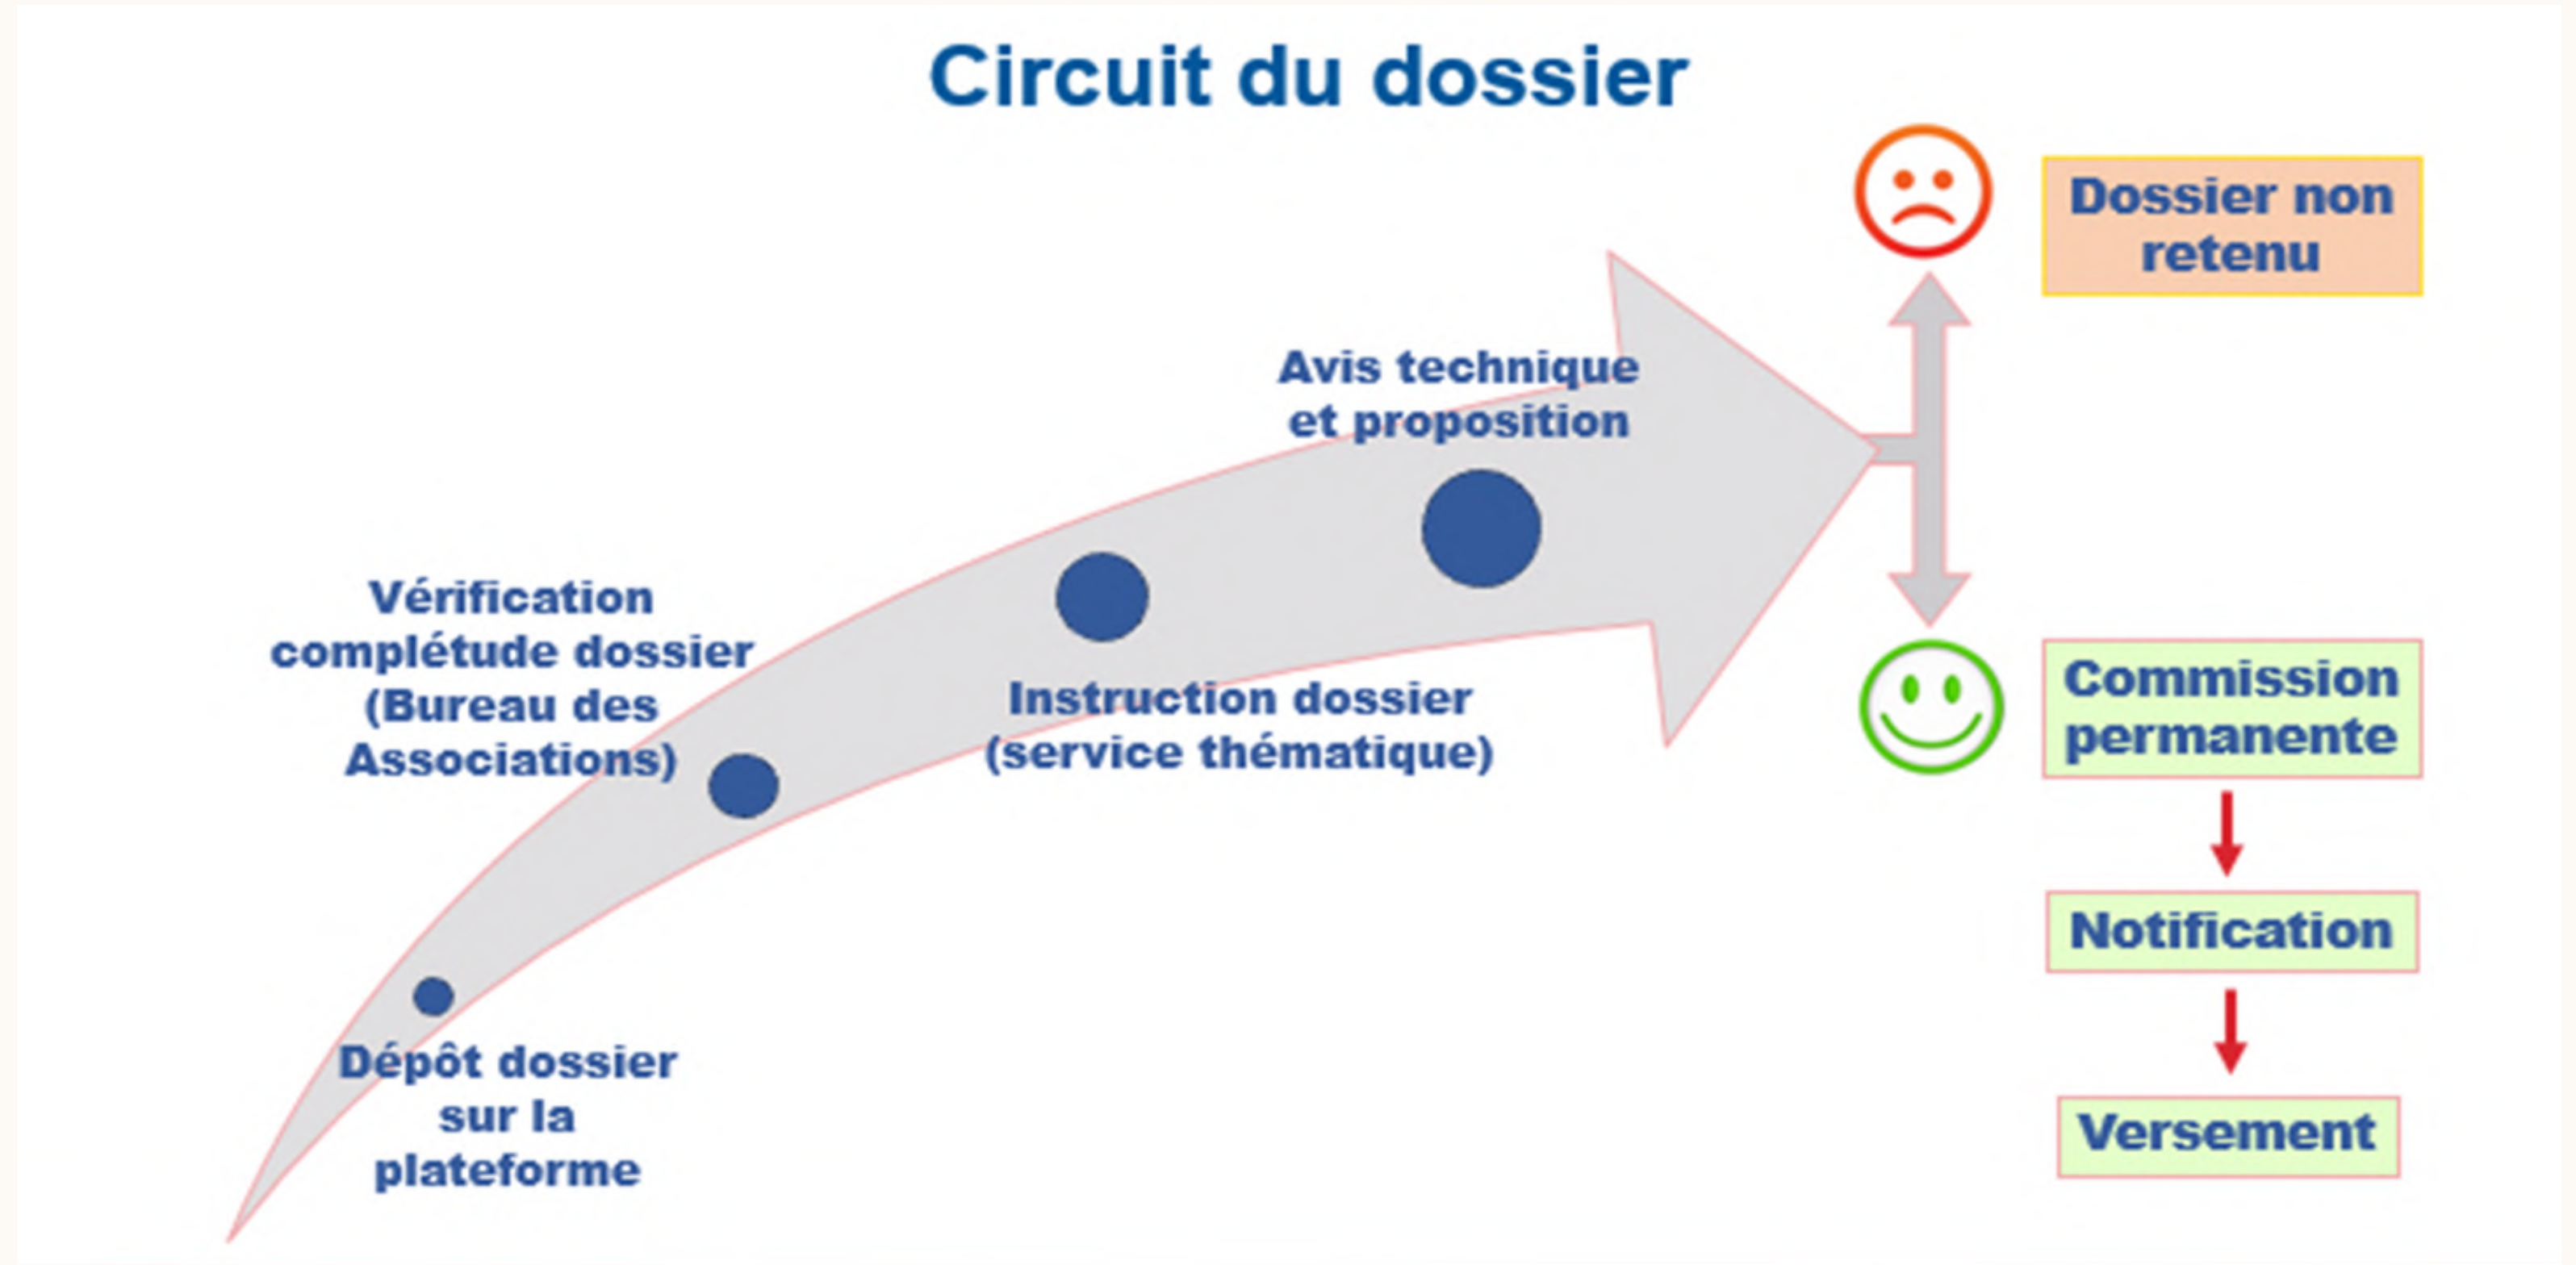 Circuit du dossier
Dossier non
retenu
Avis technique
et proposition
Vérification
complétude dossier
(Bureau des
Associations)
Instruction dossier
(service thématique)
Commission
permanente
Notification
Dépôt dossier
sur la
plateforme
Versement